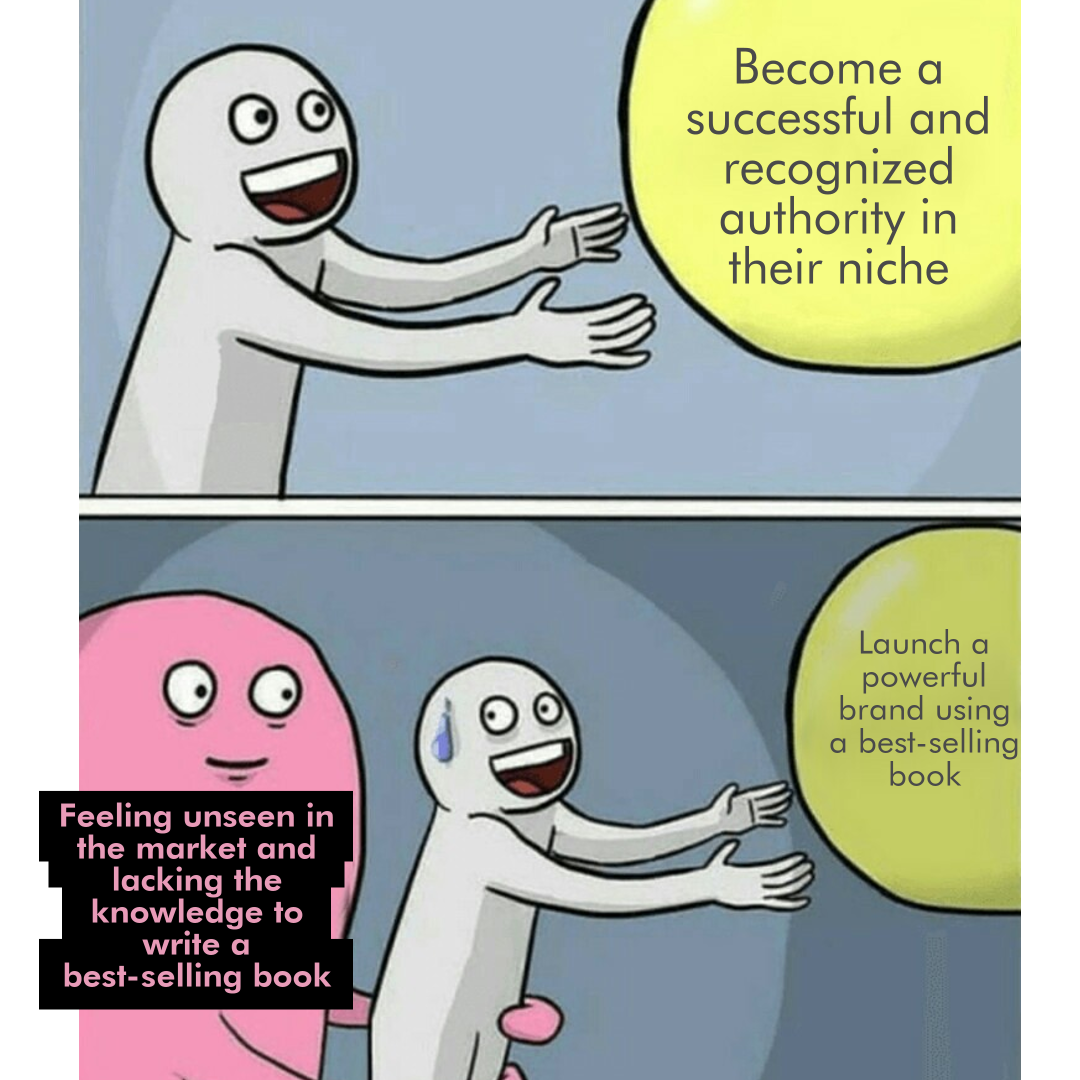 Become a
successful and
recognized
authority in
their niche
Launch a
powerful
brand using
a best-selling
book
Feeling unseen in
the market and
lacking the
knowledge to
write a
best-selling book